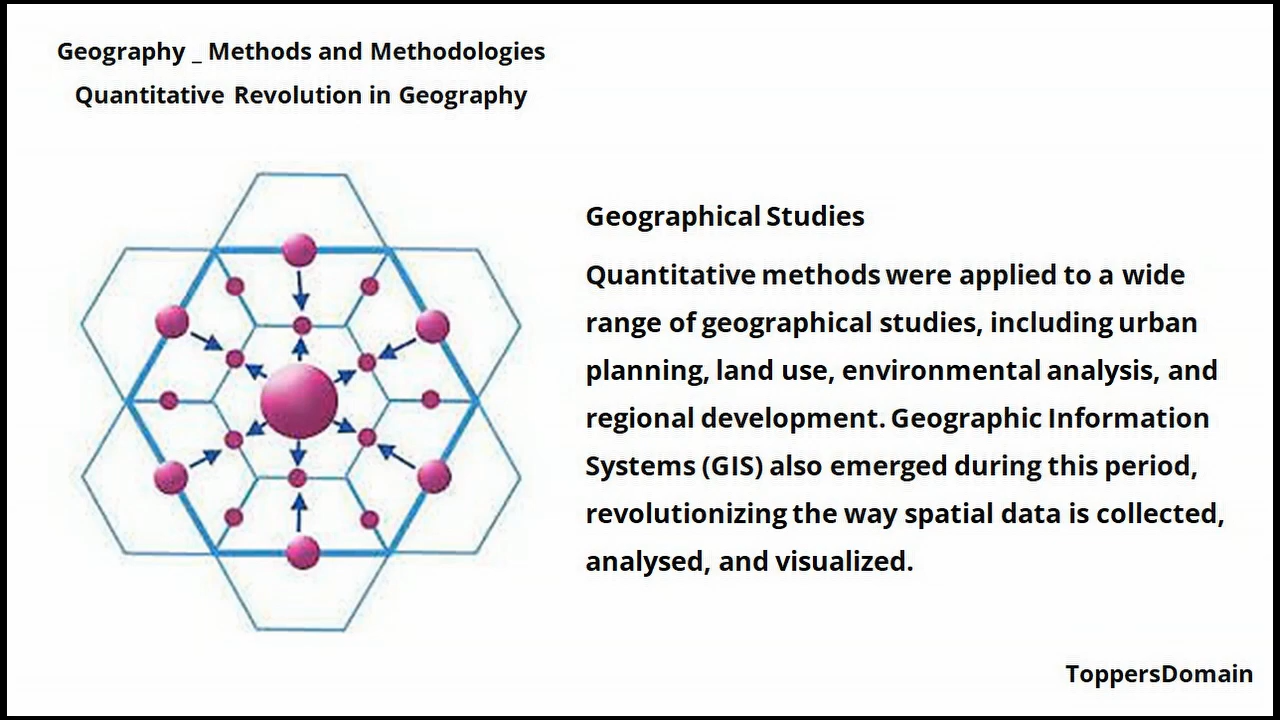 Geography _ Methods and Methodologies
Quantitative Revolution in Geography
Geographical Studies
Quantitative methods were applied to a wide
range of geographical studies, including urban
planning, land use, environmental analysis, and
regional development. Geographic Information
Systems (GIS) also emerged during this period,
revolutionizing the way spatial data is collected,
analysed, and visualized.
ToppersDomain